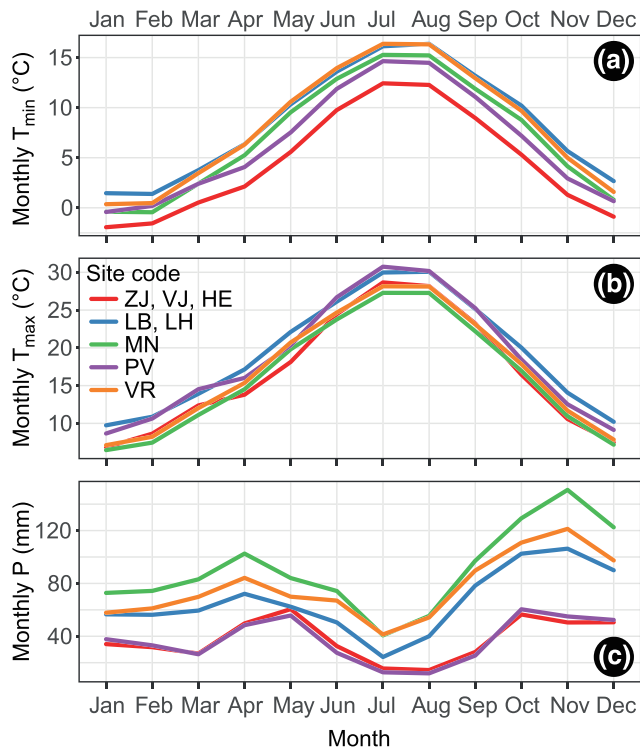 Jan Feb Mar Apr May Jun Jul Aug Sep Oct Nov Dec
Monthly Tmin (°C)
15
10
5
0
(a)
Monthly Tmax (°C)
30
25
20
15
10
(b)
Site code
ZJ, VJ, HE
LB, LH
MN
PV
VR
Monthly P (mm)
120
80
40
(c)
Jan Feb Mar Apr May Jun Jul Aug Sep Oct Nov Dec
Month